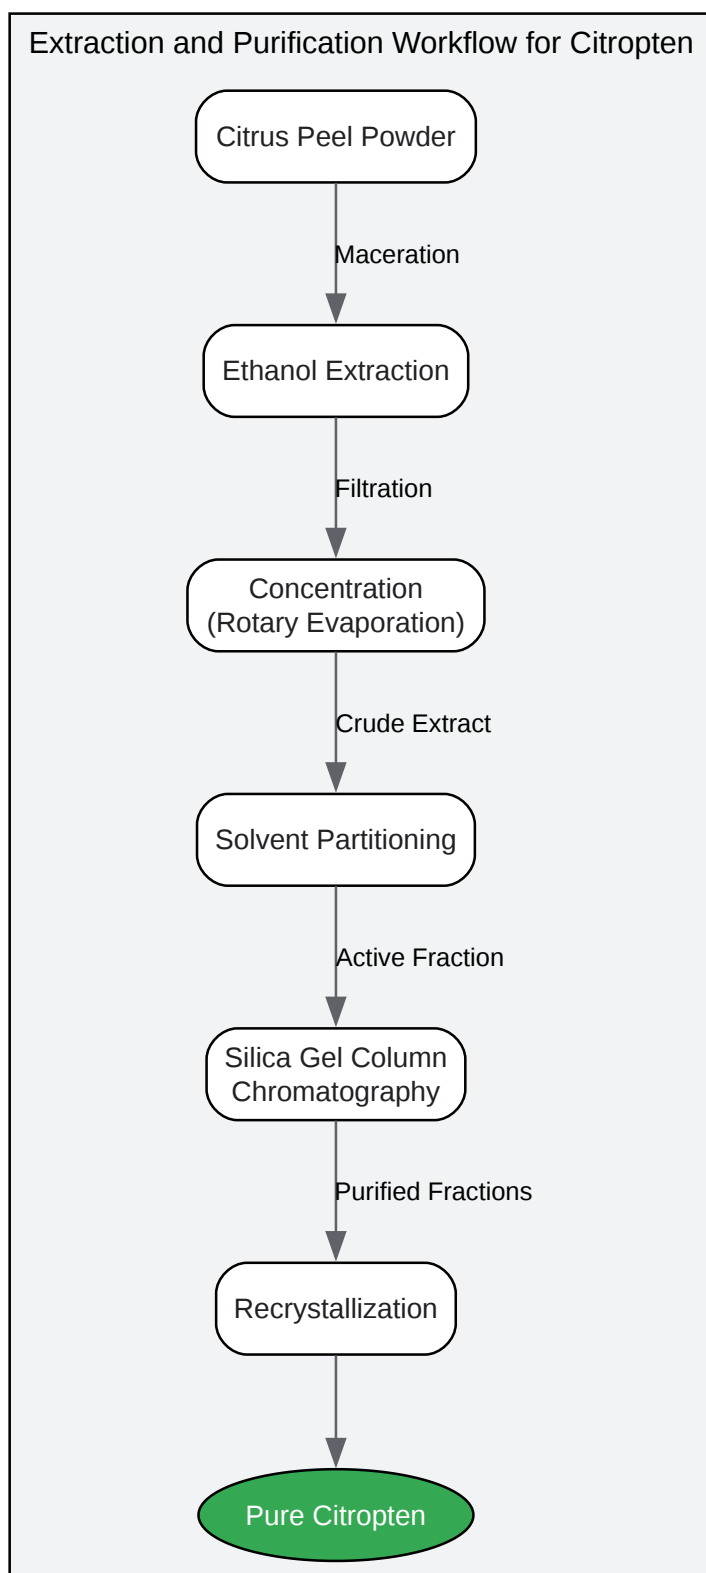 Extraction and Purification Workflow for Citropten
Citrus Peel Powder
Maceration
Ethanol Extraction
Filtration
Concentration
(Rotary Evaporation)
Crude Extract
Solvent Partitioning
Active Fraction
Silica Gel Column
Chromatography
Purified Fractions
Recrystallization
Pure Citropten